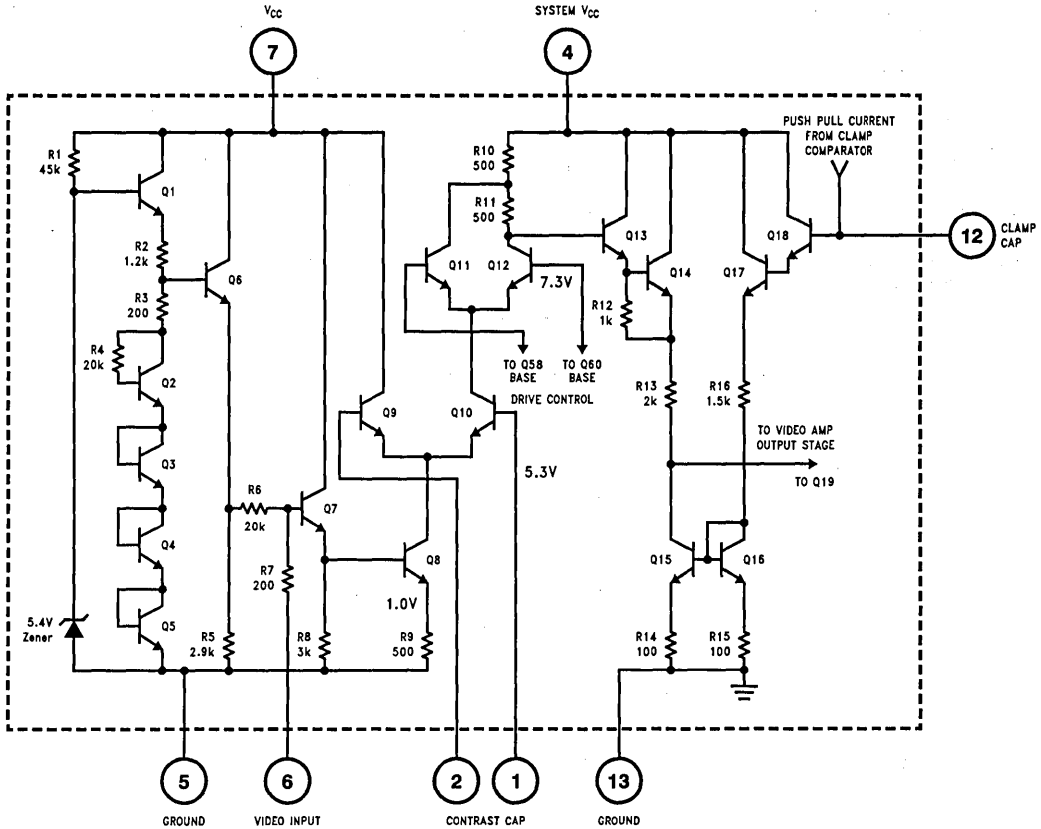 V_CC
SYSTEM V_CC
7
4
PUSH PULL CURRENT
FROM CLAMP
COMPARATOR
R1
45k
Q1
R10
500
R11
500
R2
1.2k
Q6
R3
200
R4
20k
Q2
Q3
Q4
Q5
5.4V
Zener
R5
2.9k
R6
20k
R7
200
Q7
R8
3k
Q8
1.0V
R9
500
Q9
Q10
5.3V
Q11
Q12
7.3V
TO Q58
BASE
TO Q60
BASE
DRIVE CONTROL
Q13
Q14
R12
1k
Q17
Q18
12
CLAMP
CAP
R13
2k
R16
1.5k
TO VIDEO AMP
OUTPUT STAGE
TO Q19
Q15
Q16
R14
100
R15
100
5
6
2
1
13
GROUND
VIDEO INPUT
CONTRAST CAP
GROUND